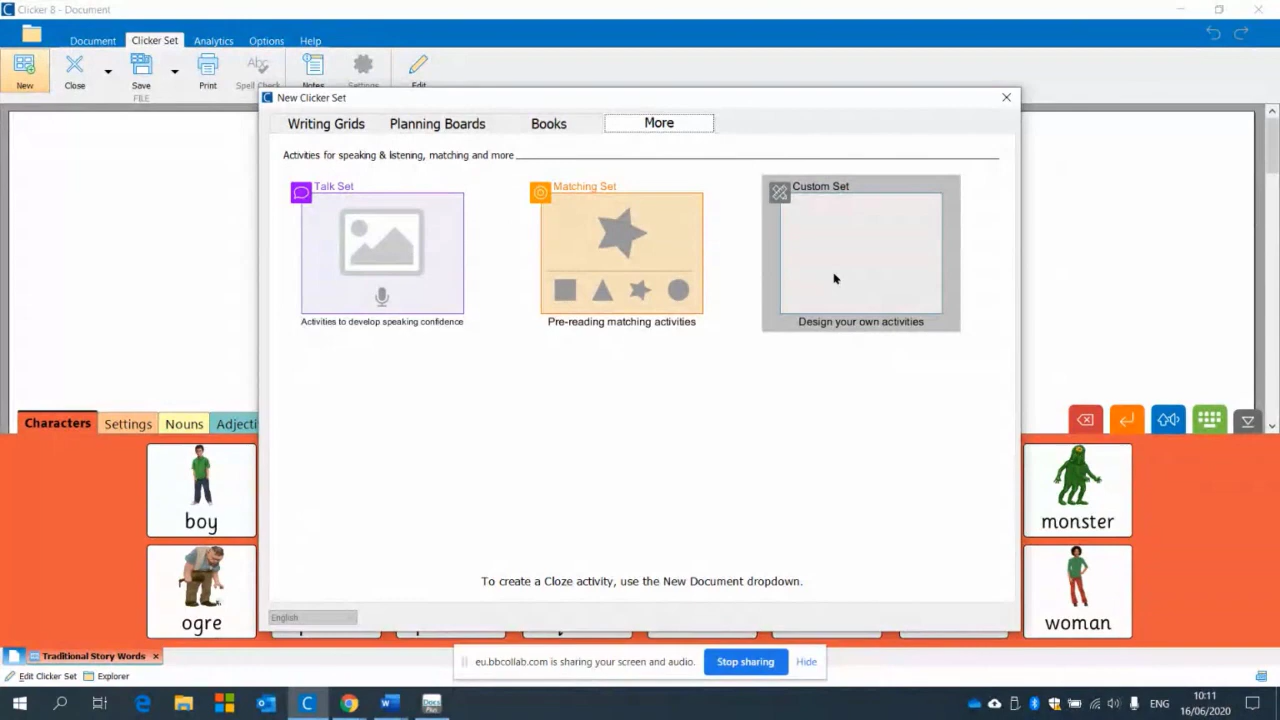 Clicker 8 - Document
Document Clicker Set Analytics Options Help
New Close Save Print Spell Check Notes Settings Edit
FILE
New Clicker Set
Writing Grids Planning Boards Books More
Activities for speaking & listening, matching and more
Talk Set Matching Set Custom Set
Activities to develop speaking confidence Pre-reading matching activities Design your own activities
Characters Settings Nouns Adjecti
boy monster
To create a Cloze activity, use the New Document dropdown.
English
ogre woman
Traditional Story Words
eu.bbcollab.com is sharing your screen and audio. Stop sharing Hide
Edit Clicker Set Explorer
Docs Plus
ENG
10:11
16/06/2020